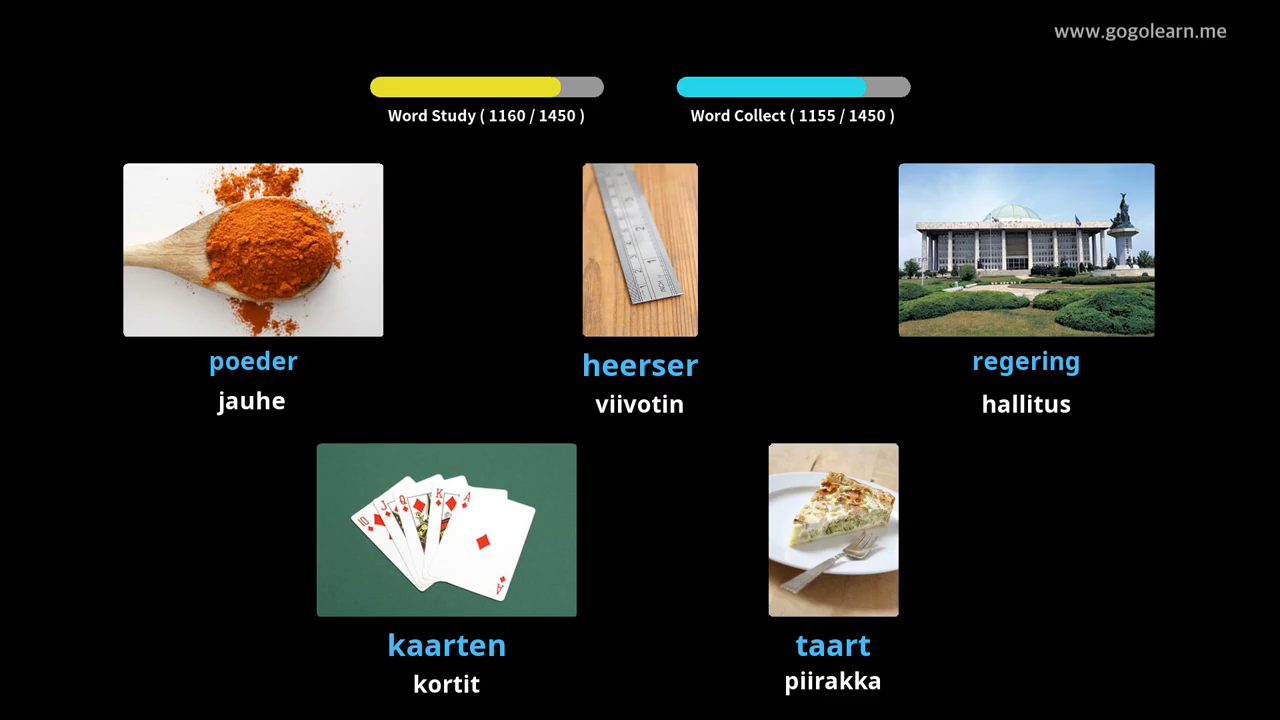 www.gogolearn.me
Word Study ( 1160 / 1450 )
Word Collect ( 1155 / 1450 )
poeder
heerser
regering
jauhe
viivotin
hallitus
10
J
Q
K
A
A
kaarten
taart
kortit
piirakka